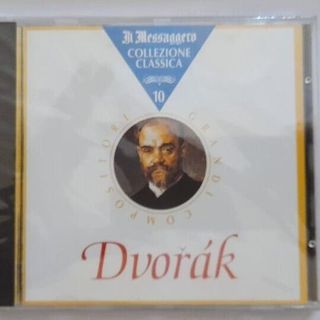 Il Messaggero
COLLEZIONE
CLASSICA
10
GRANDI COMPOSITORI
Dvořák